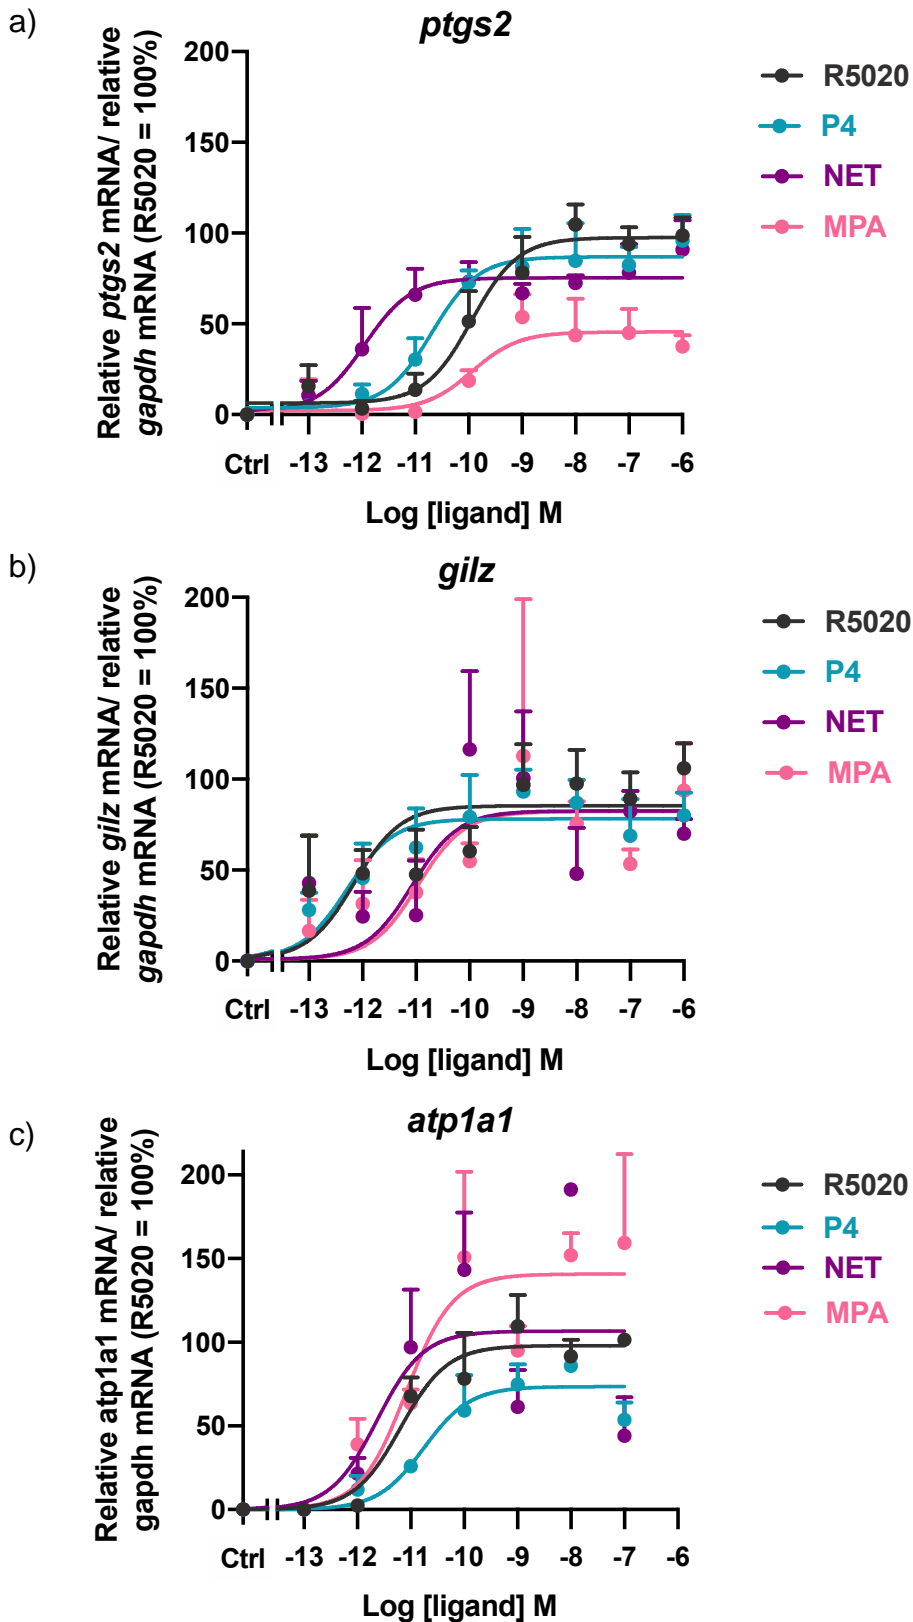 a)
ptgs2
Relative ptgs2 mRNA/ relative
gapdh mRNA (R5020 = 100%)
200
150
100
50
0
Ctrl -13 -12 -11 -10 -9 -8 -7 -6
Log [ligand] M
R5020
P4
NET
MPA
b)
gilz
Relative gilz mRNA/ relative
gapdh mRNA (R5020 = 100%)
200
150
100
50
0
Ctrl -13 -12 -11 -10 -9 -8 -7 -6
Log [ligand] M
R5020
P4
NET
MPA
c)
atp1a1
Relative atp1a1 mRNA/ relative
gapdh mRNA (R5020 = 100%)
200
150
100
50
0
Ctrl -13 -12 -11 -10 -9 -8 -7 -6
Log [ligand] M
R5020
P4
NET
MPA